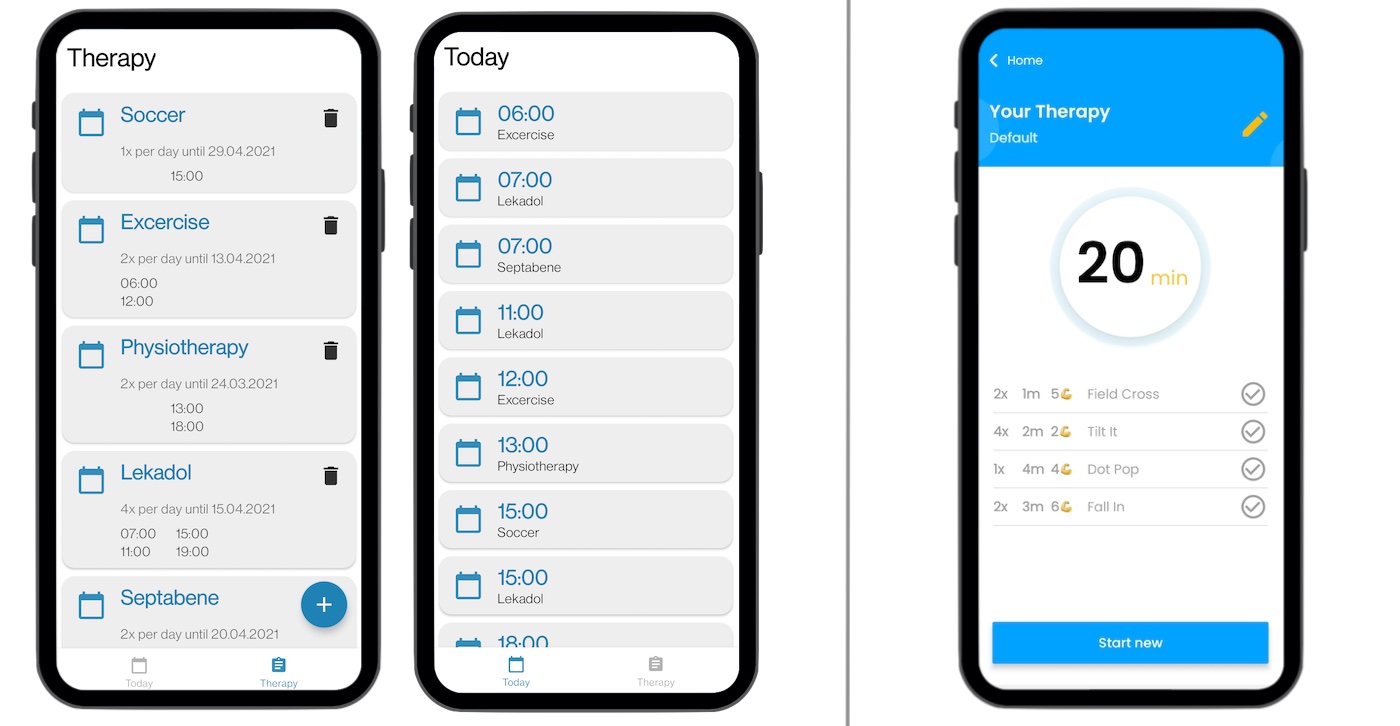 Therapy
Soccer
1x per day until 29.04.2021
15:00
Excercise
2x per day until 13.04.2021
06:00
12:00
Physiotherapy
2x per day until 24.03.2021
13:00
18:00
Lekadol
4x per day until 15.04.2021
07:00 15:00
11:00 19:00
Septabene
2x per day until 20.04.2021
+
Today Therapy
Today
06:00
Excercise
07:00
Lekadol
07:00
Septabene
11:00
Lekadol
12:00
Excercise
13:00
Physiotherapy
15:00
Soccer
15:00
Lekadol
18:00
Today Therapy
Home
Your Therapy
Default
20 min
2x 1m 5💪 Field Cross
4x 2m 2💪 Tilt It
1x 4m 4💪 Dot Pop
2x 3m 6💪 Fall In
Start new